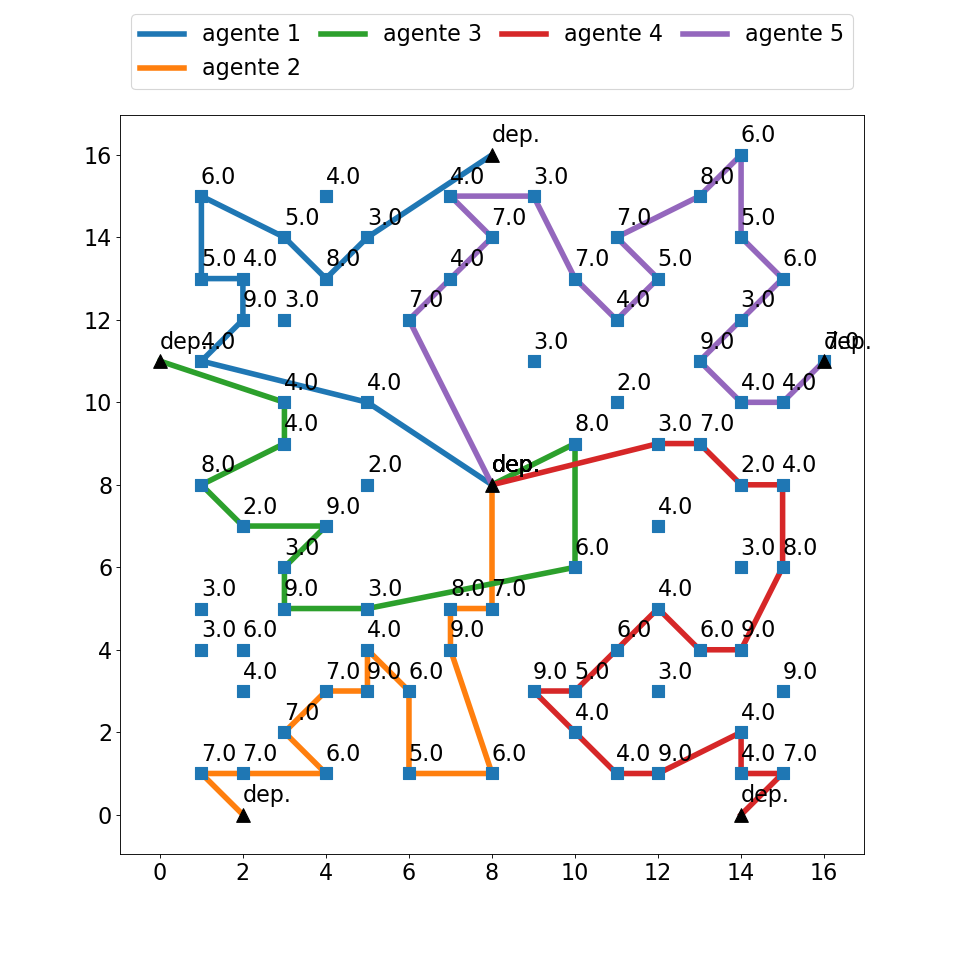 agente 1 agente 3 agente 4 agente 5
agente 2
dep. 6.0
16
6.0 4.0 4.0 3.0 8.0
5.0 3.0 7.0 7.0 5.0
14
5.0 4.0 8.0 4.0 7.0 5.0 6.0
9.0 3.0 7.0 4.0 3.0
12
dep. 4.0 3.0 9.0 7.0 dep.
4.0 4.0 2.0 4.0 4.0
10
4.0 8.0 3.0 7.0
8.0 2.0 dep. 2.0 4.0
8
2.0 9.0 4.0
3.0 6.0 3.0 8.0
6
3.0 9.0 3.0 8.0 7.0 4.0
3.0 6.0 4.0 9.0 6.0 6.0 9.0
4
4.0 7.0 9.0 6.0 9.0 5.0 3.0 9.0
7.0 4.0 4.0
2
7.0 7.0 6.0 5.0 6.0 4.0 9.0 4.0 7.0
dep. dep.
0
0 2 4 6 8 10 12 14 16